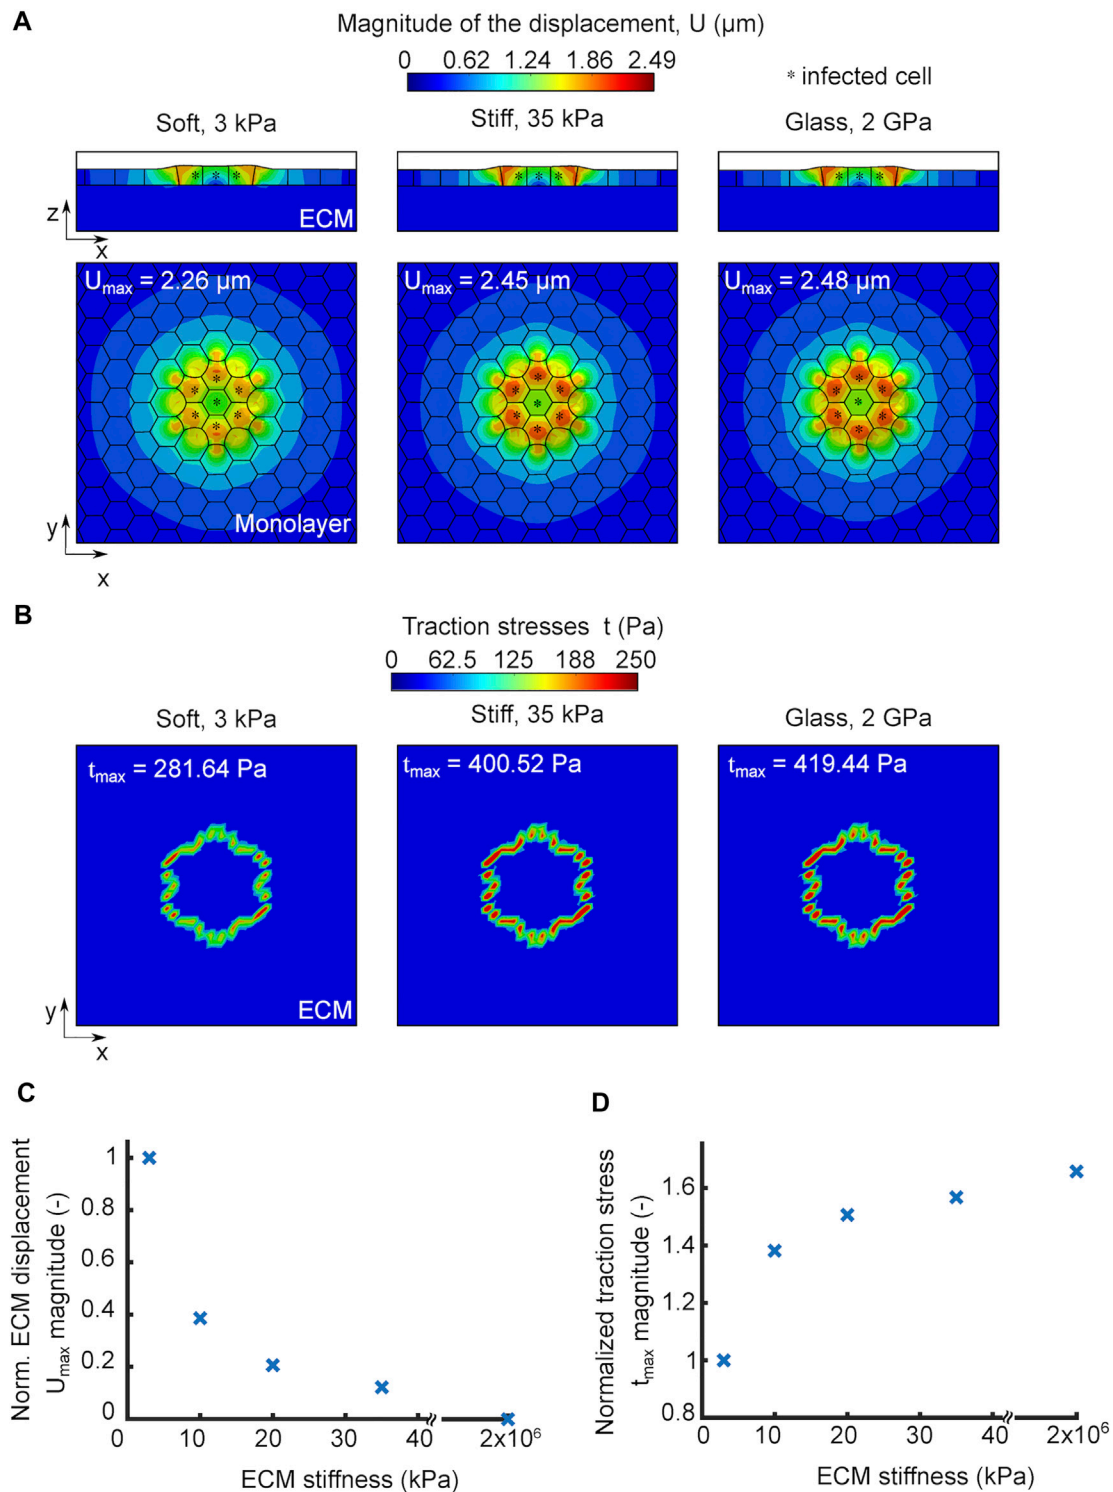 A
Magnitude of the displacement, U (µm)
0 0.62 1.24 1.86 2.49
* infected cell
Soft, 3 kPa
Stiff, 35 kPa
Glass, 2 GPa
* * *
* * *
* * *
z
x
ECM
Umax = 2.26 µm
Umax = 2.45 µm
Umax = 2.48 µm
* * * * * * *
* * * * * * *
* * * * * * *
Monolayer
y
x
B
Traction stresses t (Pa)
0 62.5 125 188 250
Soft, 3 kPa
Stiff, 35 kPa
Glass, 2 GPa
tmax = 281.64 Pa
tmax = 400.52 Pa
tmax = 419.44 Pa
ECM
y
x
C
Norm. ECM displacement
Umax magnitude (-)
1
0.8
0.6
0.4
0.2
0
0 10 20 30 40 2x10⁶
ECM stiffness (kPa)
D
Normalized traction stress
tmax magnitude (-)
1.6
1.4
1.2
1
0.8
0 10 20 30 40 2x10⁶
ECM stiffness (kPa)